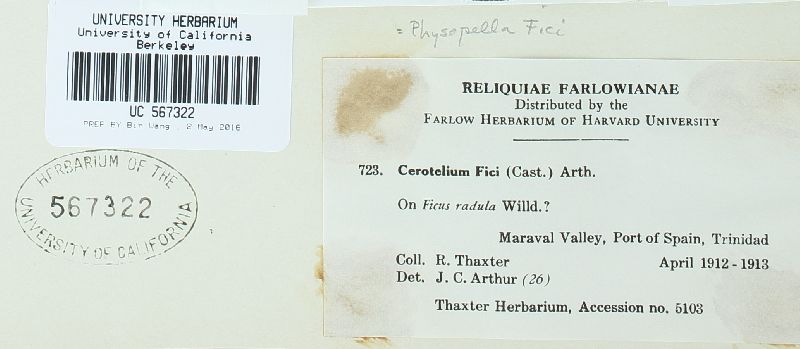 UNIVERSITY HERBARIUM
University of California
Berkeley
UC 567322
PREP BY Bin Wang , 2 May 2016
HERBARIUM OF THE
567322
UNIVERSITY OF CALIFORNIA
= Physopella Fici
RELIQUIAE FARLOWIANAE
Distributed by the
FARLOW HERBARIUM OF HARVARD UNIVERSITY
723. Cerotelium Fici (Cast.) Arth.
On Ficus radula Willd.?
Maraval Valley, Port of Spain, Trinidad
Coll. R. Thaxter April 1912-1913
Det. J. C. Arthur (26)
Thaxter Herbarium, Accession no. 5103